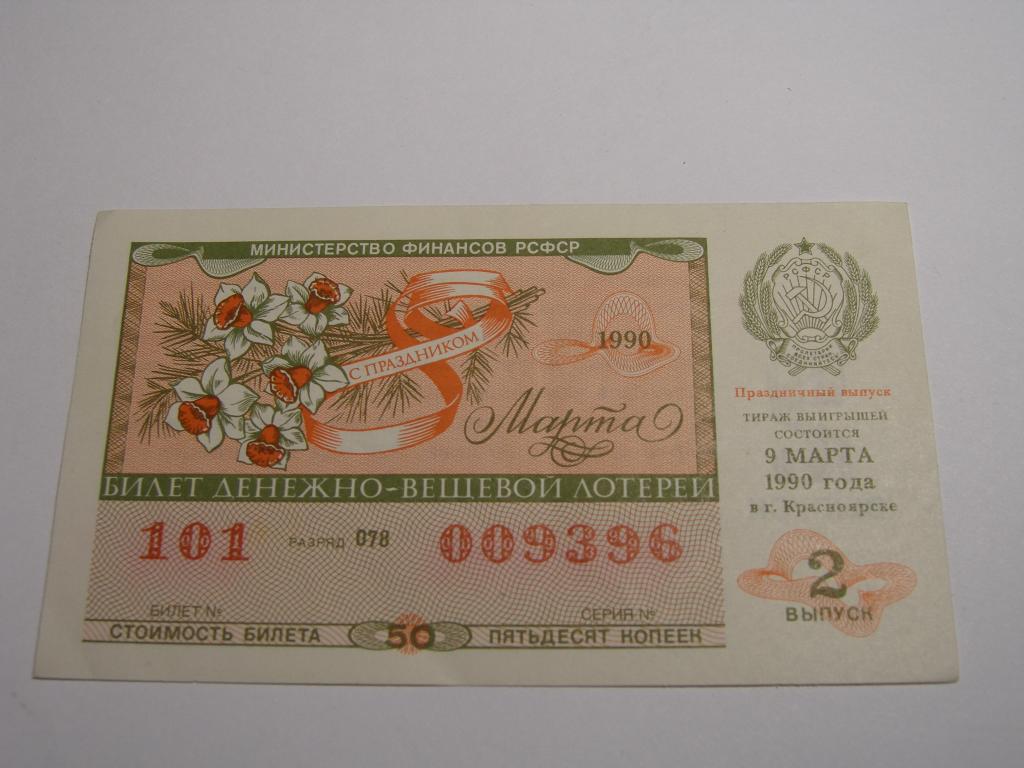 МИНИСТЕРСТВО ФИНАНСОВ РСФСР
С ПРАЗДНИКОМ
1990
8 Марта
БИЛЕТ ДЕНЕЖНО-ВЕЩЕВОЙ ЛОТЕРЕИ
101 РАЗРЯД 078 009396
БИЛЕТ № СЕРИЯ №
СТОИМОСТЬ БИЛЕТА 50 ПЯТЬДЕСЯТ КОПЕЕК
РСФСР
Праздничный выпуск
ТИРАЖ ВЫИГРЫШЕЙ
СОСТОИТСЯ
9 МАРТА
1990 года
в г. Красноярске
2
ВЫПУСК